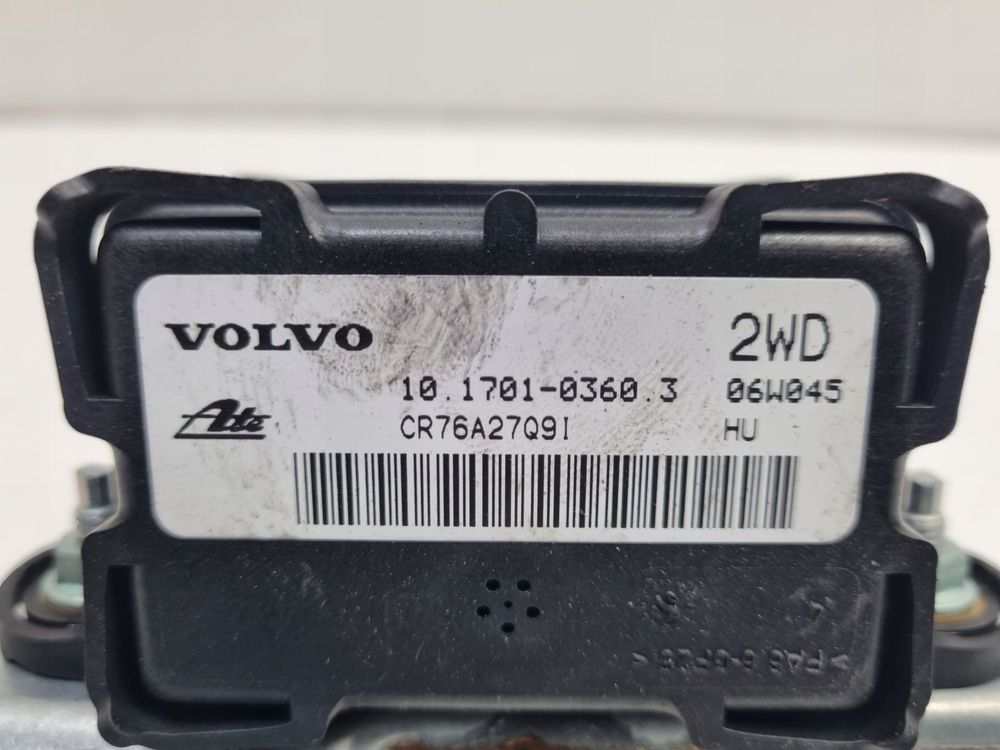 VOLVO 2WD
10.1701-0360.3 06W045
Ate CR76A27Q9I HU